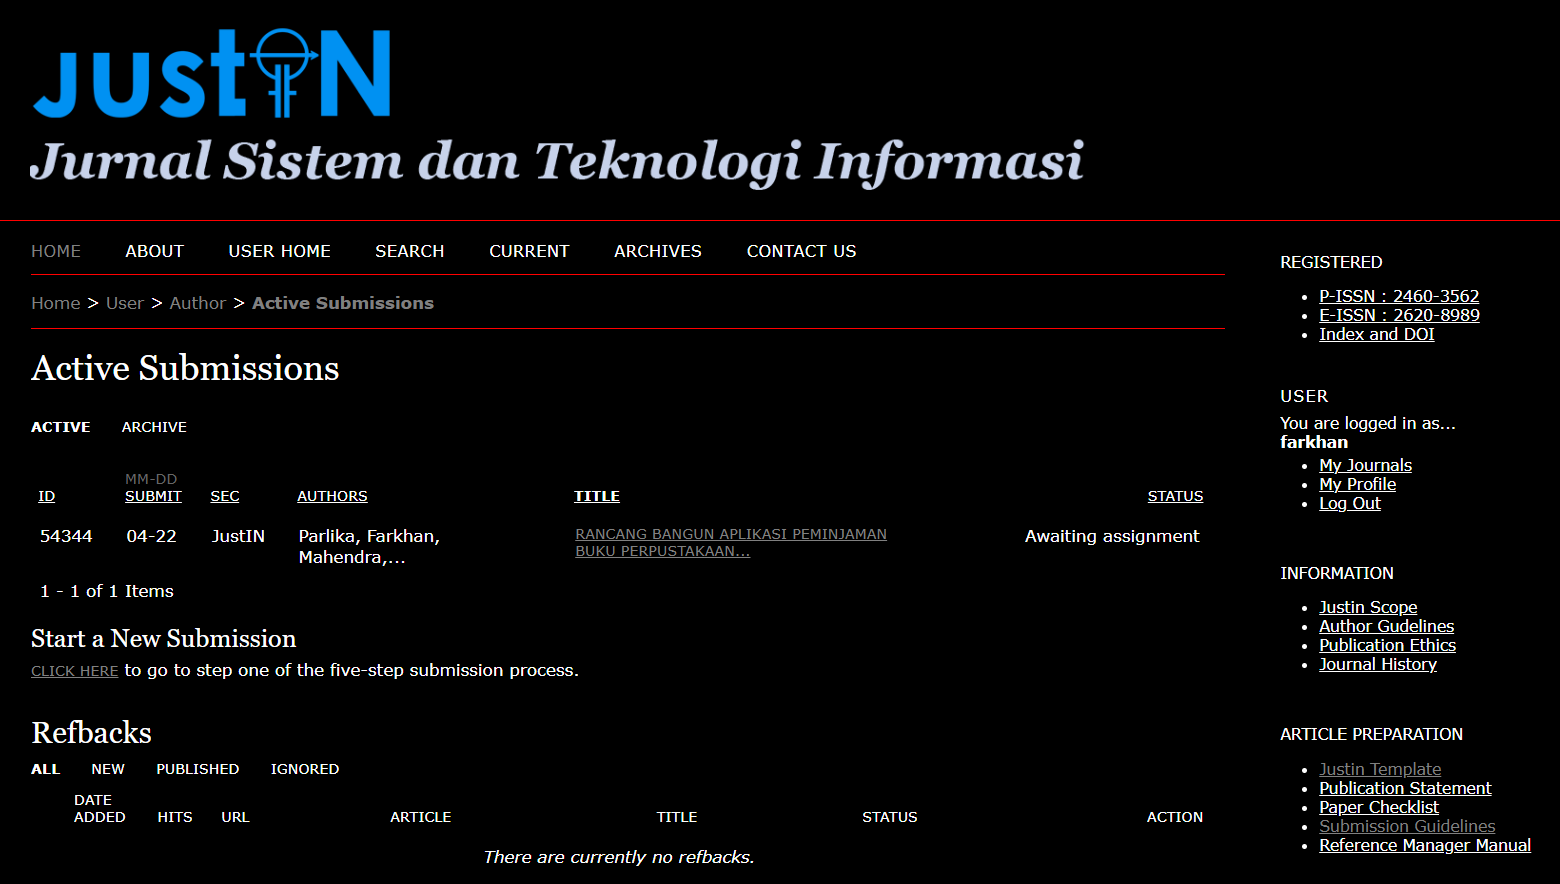 JUSTIN
Jurnal Sistem dan Teknologi Informasi
HOME ABOUT USER HOME SEARCH CURRENT ARCHIVES CONTACT US
Home > User > Author > Active Submissions
Active Submissions
ACTIVE ARCHIVE
MM-DD
ID SUBMIT SEC AUTHORS TITLE STATUS
54344 04-22 JustIN Parlika, Farkhan, RANCANG BANGUN APLIKASI PEMINJAMAN Awaiting assignment
Mahendra,... BUKU PERPUSTAKAAN...
1 - 1 of 1 Items
Start a New Submission
CLICK HERE to go to step one of the five-step submission process.
Refbacks
ALL NEW PUBLISHED IGNORED
DATE
ADDED HITS URL ARTICLE TITLE STATUS ACTION
There are currently no refbacks.
REGISTERED
P-ISSN : 2460-3562
E-ISSN : 2620-8989
Index and DOI
USER
You are logged in as...
farkhan
My Journals
My Profile
Log Out
INFORMATION
Justin Scope
Author Gudelines
Publication Ethics
Journal History
ARTICLE PREPARATION
Justin Template
Publication Statement
Paper Checklist
Submission Guidelines
Reference Manager Manual